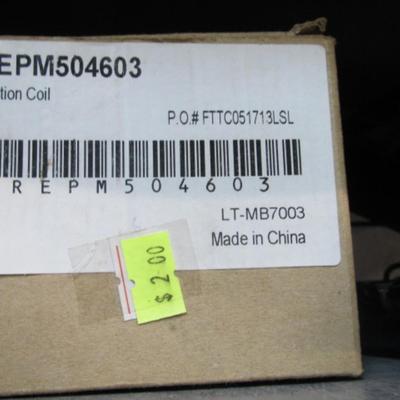 EPM504603
tion Coil
P.O.# FTTC051713LSL
REPM504603
LT-MB7003
Made in China
$ 2.00